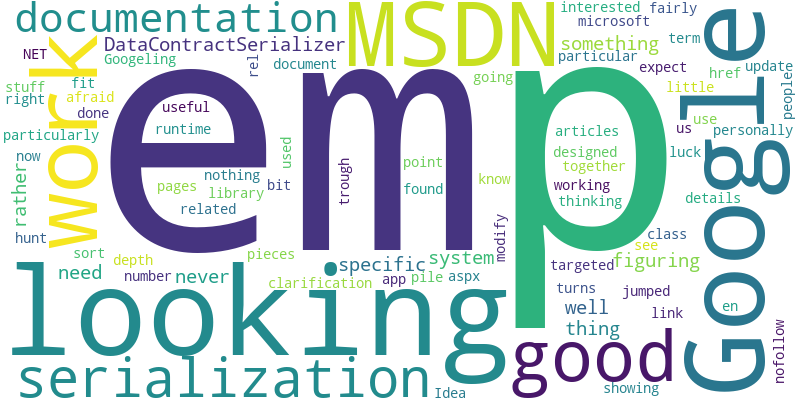 documentation
MSDN
Google
interested
fairly
microsoft
term
something
particular
expect
href
update
NET
DataContractSerializer
Googeling
document
rel
going
little
people
stuff
fit
afraid
right
done
work
em
p
useful
runtime
articles
use
us
personally
particularly
designed
luck
together
now
nothing
used
point
pages
library
bit
trough
found
know
working
thinking
details
rather
related
hunt
class
see
sort
depth
pieces
modify
system
specific
targeted
figuring
need
number
never
clarification
app
pile
aspx
turns
jumped
looking
well
link
en
thing
good
nofollow
serialization
Idea
showing